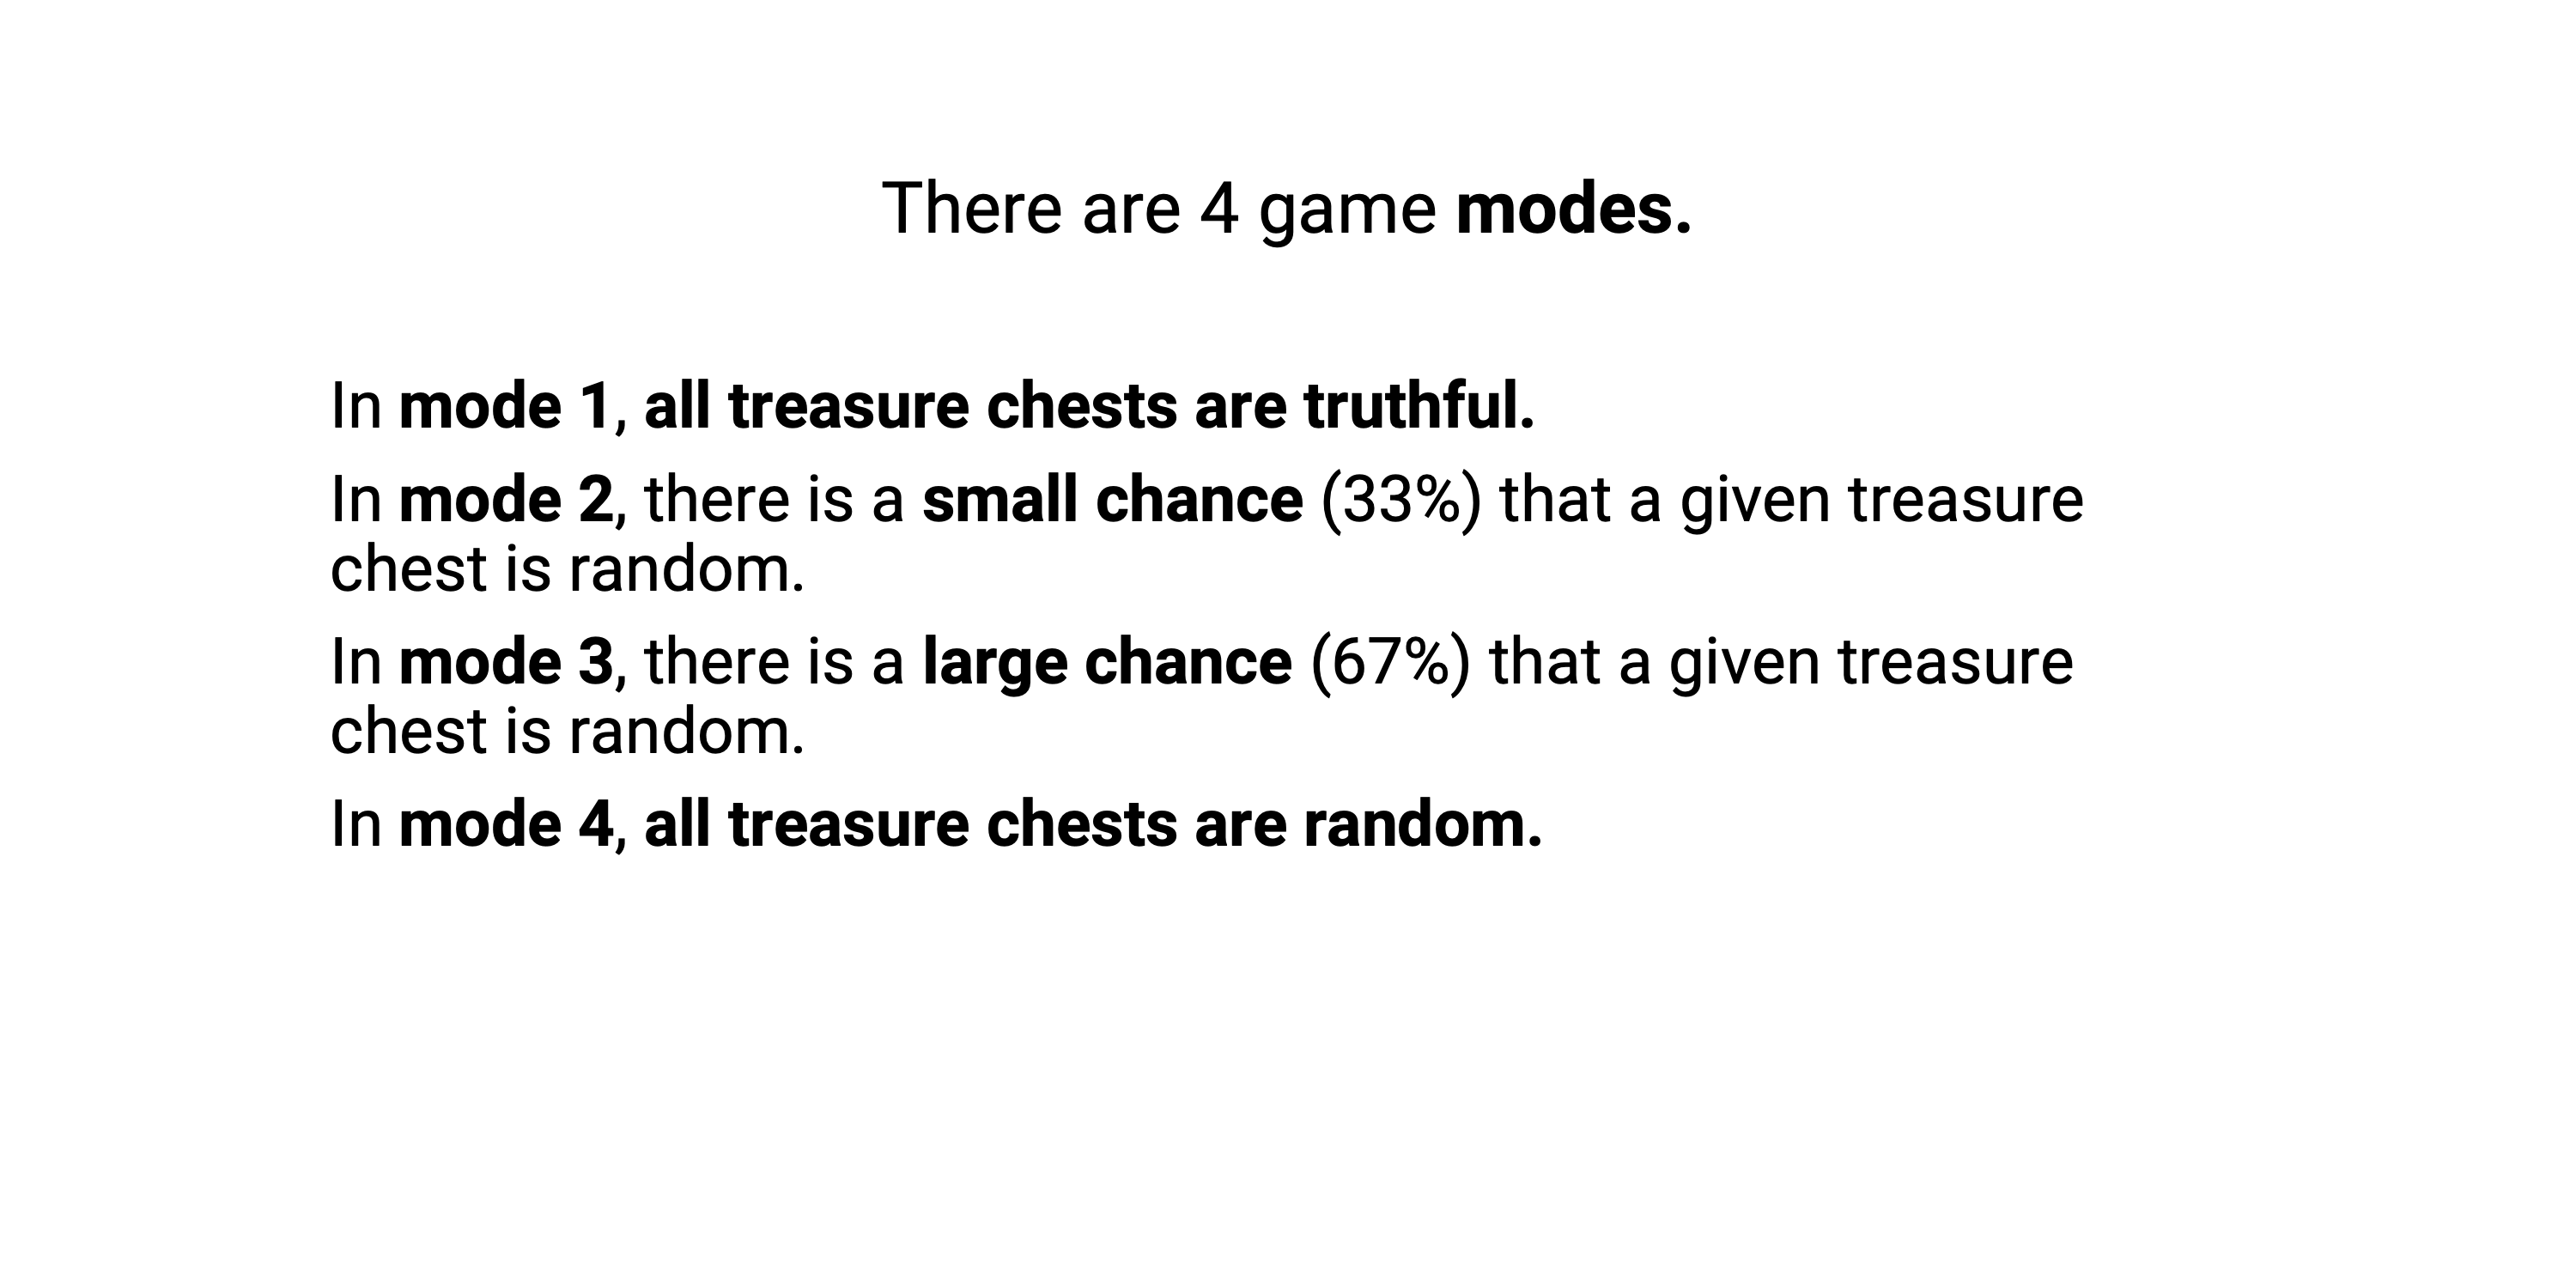 There are 4 game modes.
In mode 1, all treasure chests are truthful.
In mode 2, there is a small chance (33%) that a given treasure
chest is random.
In mode 3, there is a large chance (67%) that a given treasure
chest is random.
In mode 4, all treasure chests are random.